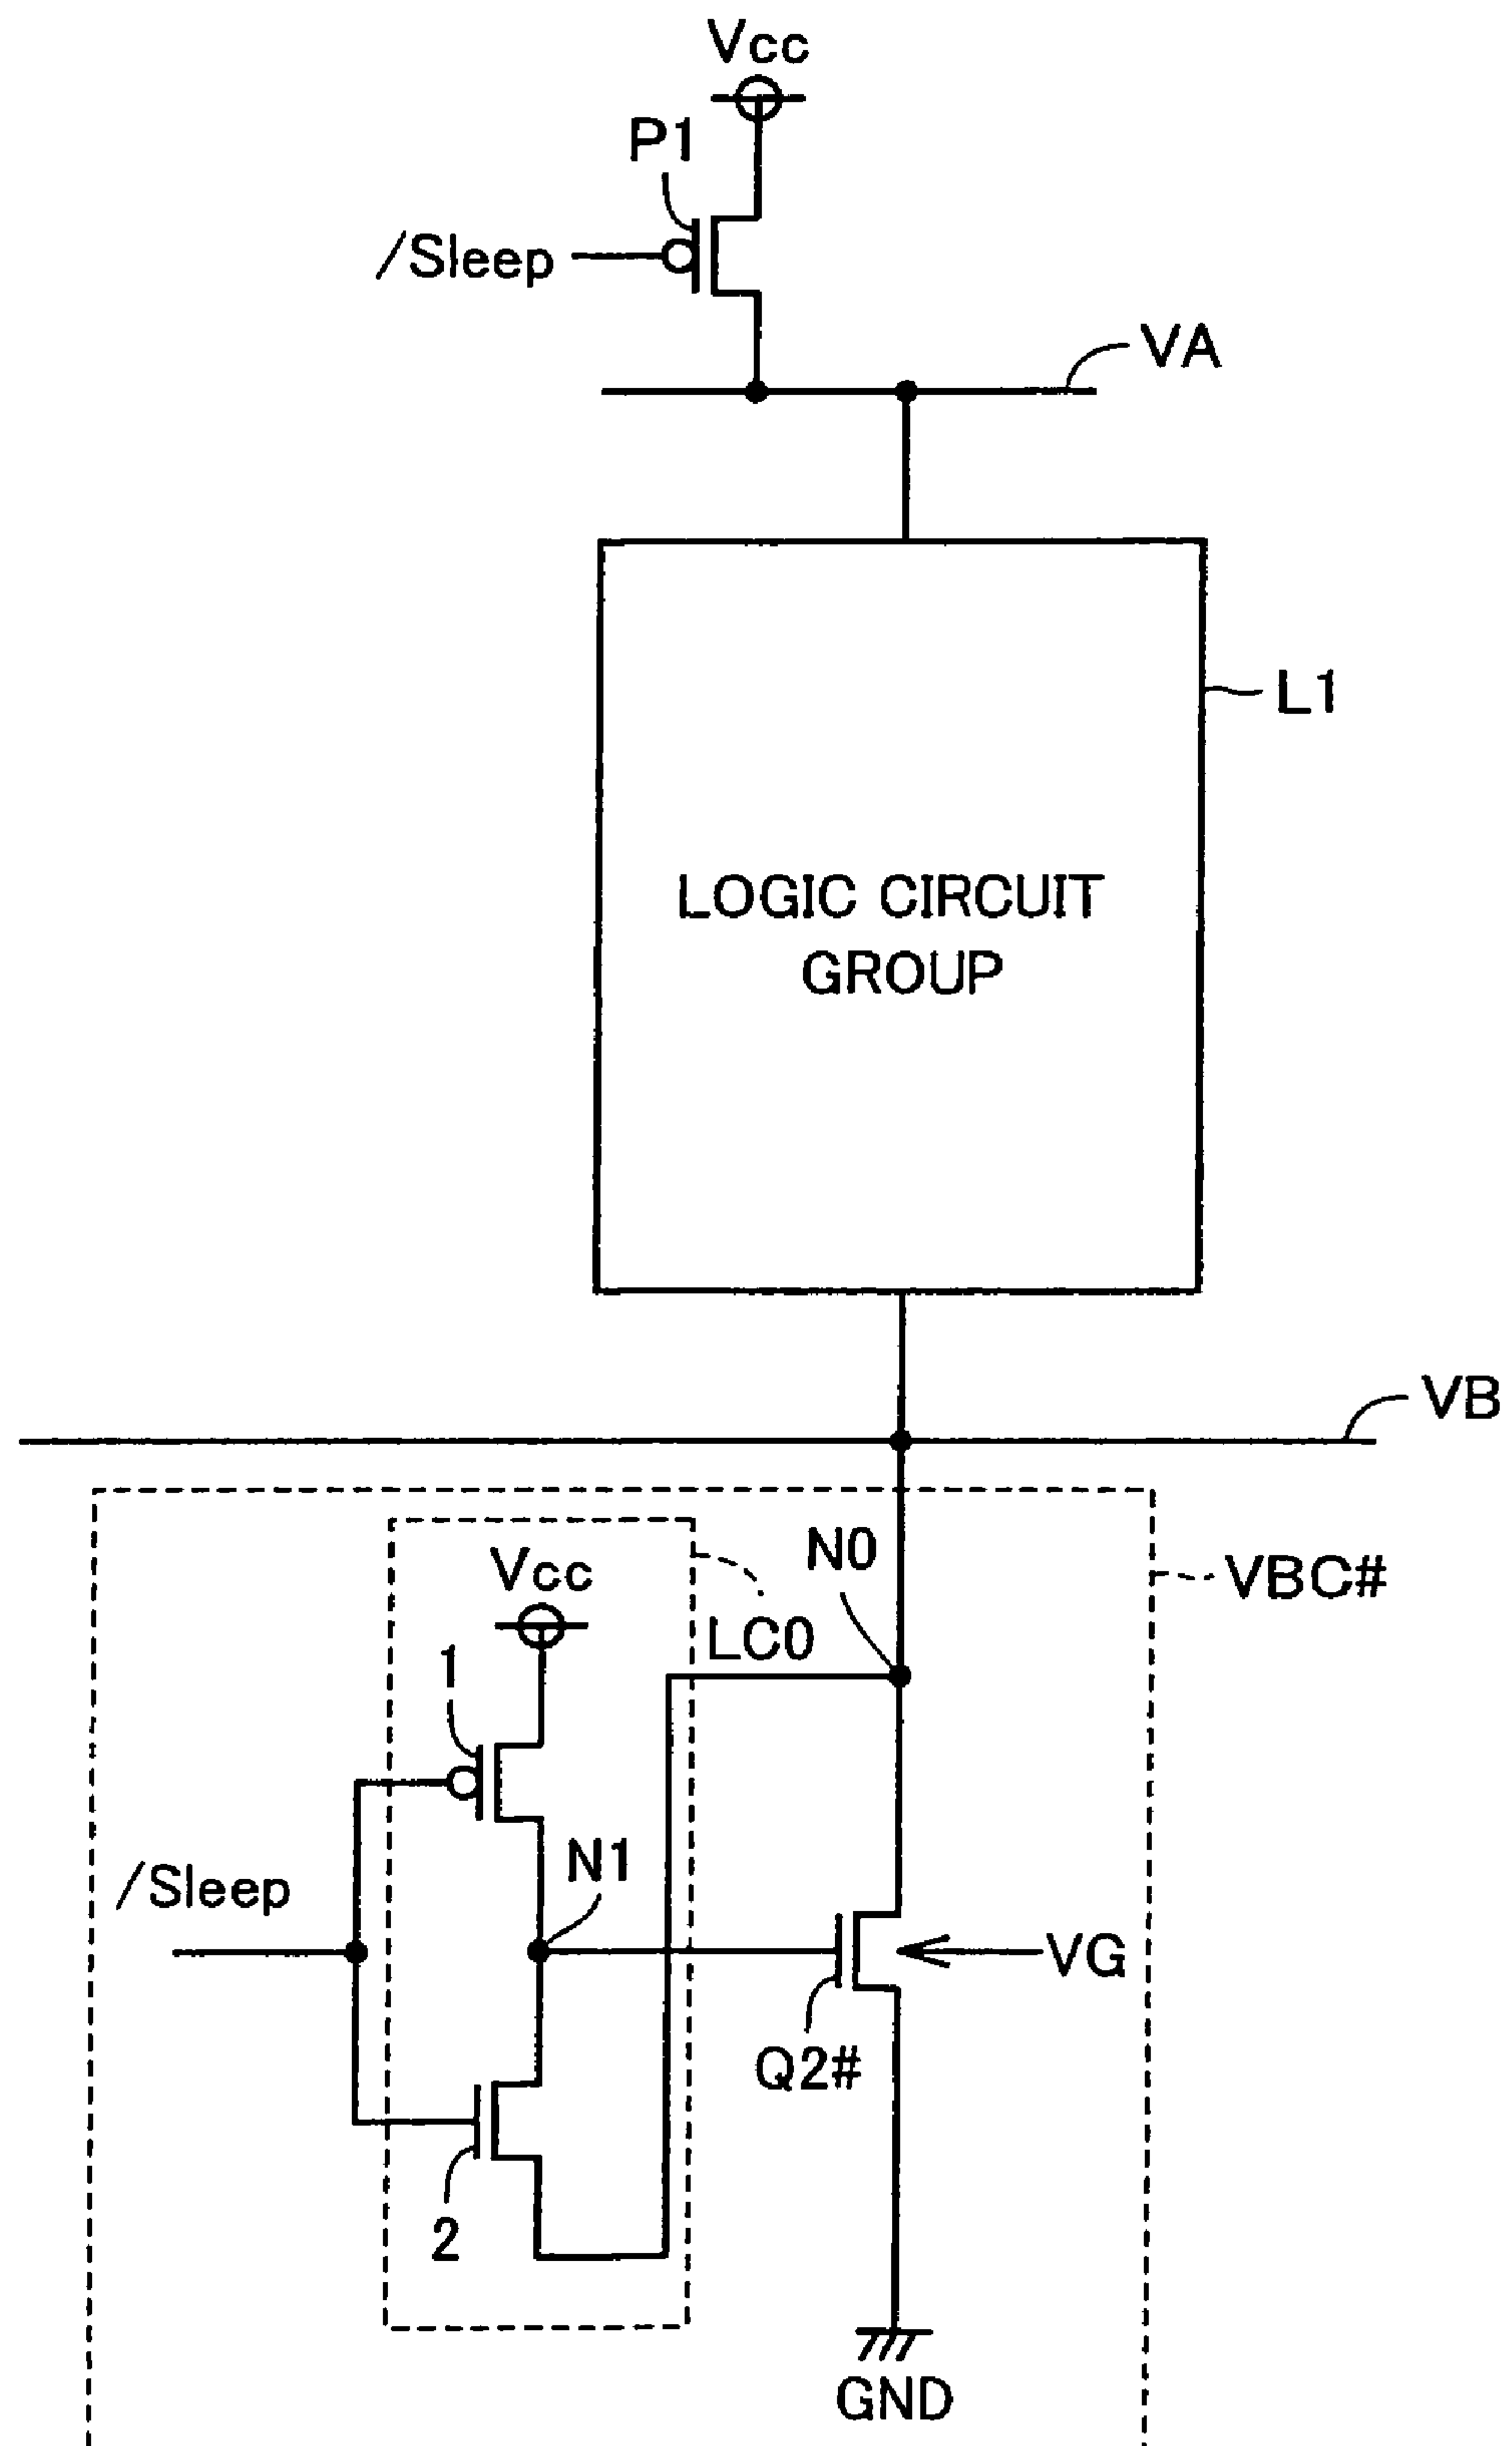 Vcc
P1
/Sleep
VA
L1
LOGIC CIRCUIT
GROUP
VB
N0
Vcc
VBC#
LC0
1
N1
/Sleep
VG
Q2#
2
GND